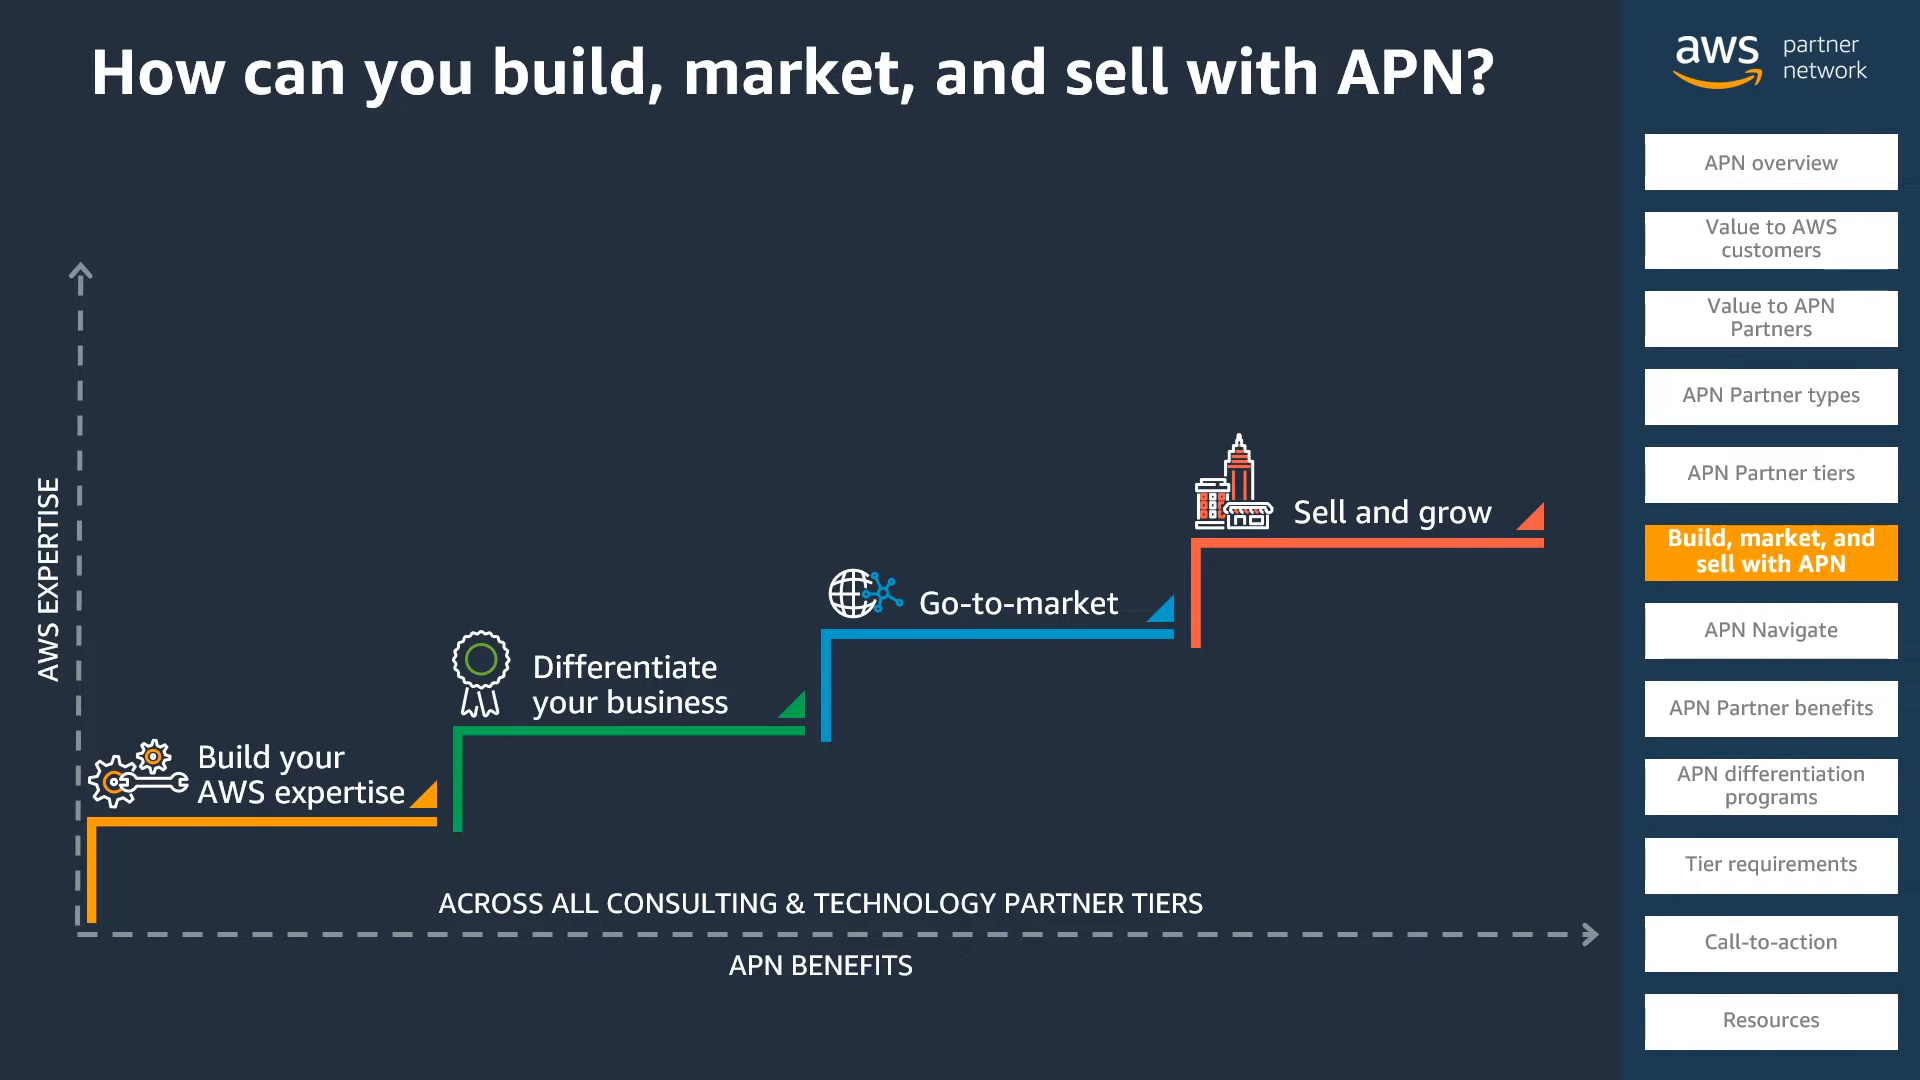 How can you build, market, and sell with APN?
aws
partner
network
APN overview
Value to AWS
customers
Value to APN
Partners
APN Partner types
APN Partner tiers
Build, market, and
sell with APN
APN Navigate
APN Partner benefits
APN differentiation
programs
Tier requirements
Call-to-action
Resources
AWS EXPERTISE
Sell and grow
Go-to-market
Differentiate
your business
Build your
AWS expertise
ACROSS ALL CONSULTING & TECHNOLOGY PARTNER TIERS
APN BENEFITS